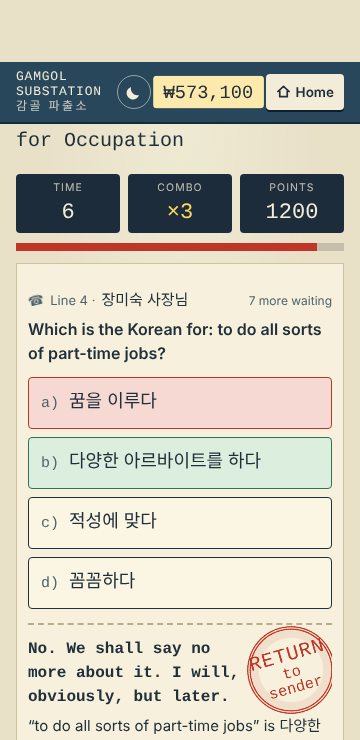 GAMGOL
SUBSTATION
감골 파출소
₩573,100
Home
for Occupation
TIME
6
COMBO
×3
POINTS
1200
Line 4 · 장미숙 사장님
7 more waiting
Which is the Korean for: to do all sorts
of part-time jobs?
a) 꿈을 이루다
b) 다양한 아르바이트를 하다
c) 적성에 맞다
d) 꼼꼼하다
No. We shall say no
more about it. I will,
obviously, but later.
RETURN
to
sender
“to do all sorts of part-time jobs” is 다양한